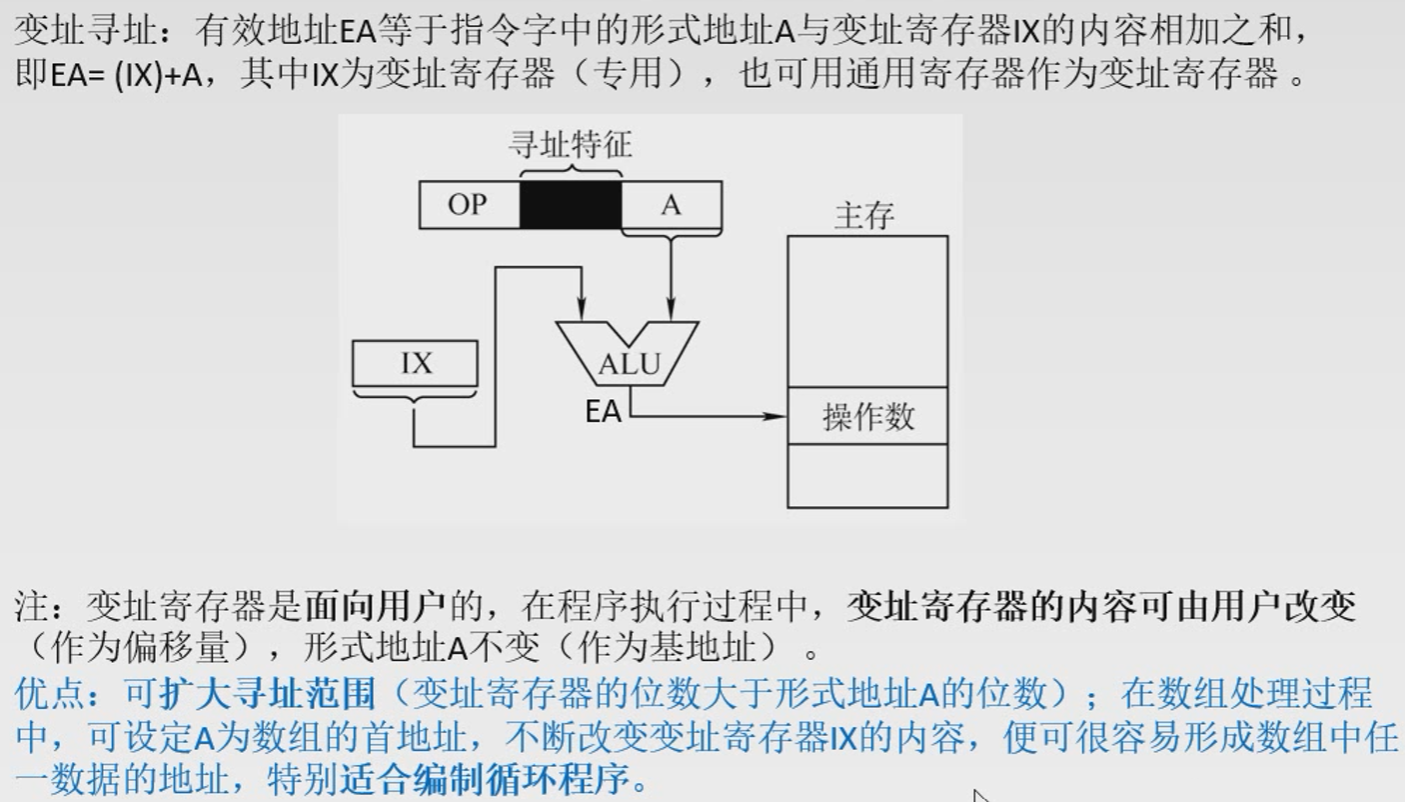 变址寻址：有效地址EA等于指令字中的形式地址A与变址寄存器IX的内容相加之和，
即EA= (IX)+A，其中IX为变址寄存器（专用），也可用通用寄存器作为变址寄存器 。
寻址特征
OP
A
主存
IX
ALU
EA
操作数
注：变址寄存器是面向用户的，在程序执行过程中，变址寄存器的内容可由用户改变
（作为偏移量），形式地址A不变（作为基地址） 。
优点：可扩大寻址范围（变址寄存器的位数大于形式地址A的位数）；在数组处理过程
中，可设定A为数组的首地址，不断改变变址寄存器IX的内容，便可很容易形成数组中任
一数据的地址，特别适合编制循环程序。